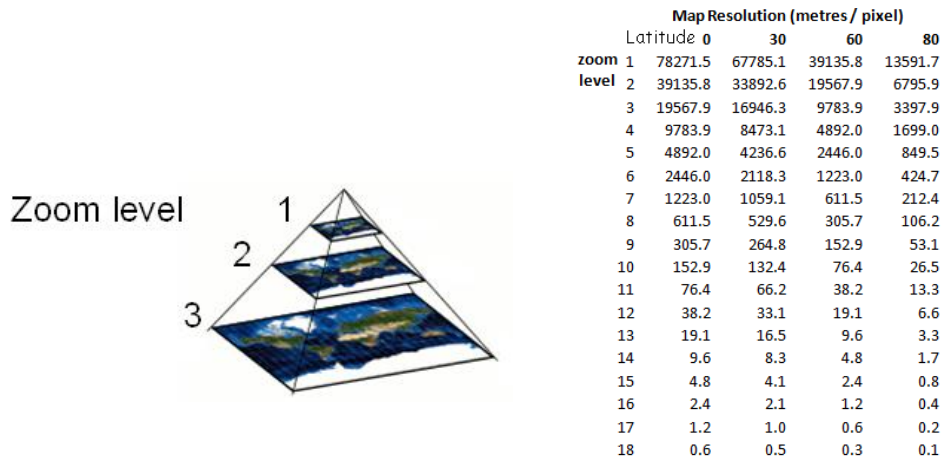 Zoom level
1
2
3
Map Resolution (metres / pixel)
Latitude 0 30 60 80
zoom 1 78271.5 67785.1 39135.8 13591.7
level 2 39135.8 33892.6 19567.9 6795.9
3 19567.9 16946.3 9783.9 3397.9
4 9783.9 8473.1 4892.0 1699.0
5 4892.0 4236.6 2446.0 849.5
6 2446.0 2118.3 1223.0 424.7
7 1223.0 1059.1 611.5 212.4
8 611.5 529.6 305.7 106.2
9 305.7 264.8 152.9 53.1
10 152.9 132.4 76.4 26.5
11 76.4 66.2 38.2 13.3
12 38.2 33.1 19.1 6.6
13 19.1 16.5 9.6 3.3
14 9.6 8.3 4.8 1.7
15 4.8 4.1 2.4 0.8
16 2.4 2.1 1.2 0.4
17 1.2 1.0 0.6 0.2
18 0.6 0.5 0.3 0.1